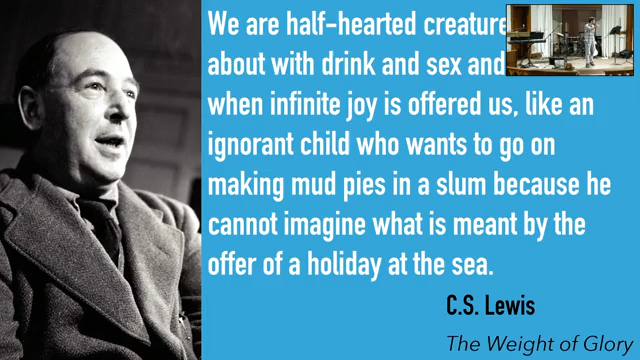 We are half-hearted
about with drink and sex and
when infinite joy is offered us, like an
ignorant child who wants to go on
making mud pies in a slum because he
cannot imagine what is meant by the
offer of a holiday at the sea.
C.S. Lewis
The Weight of Glory